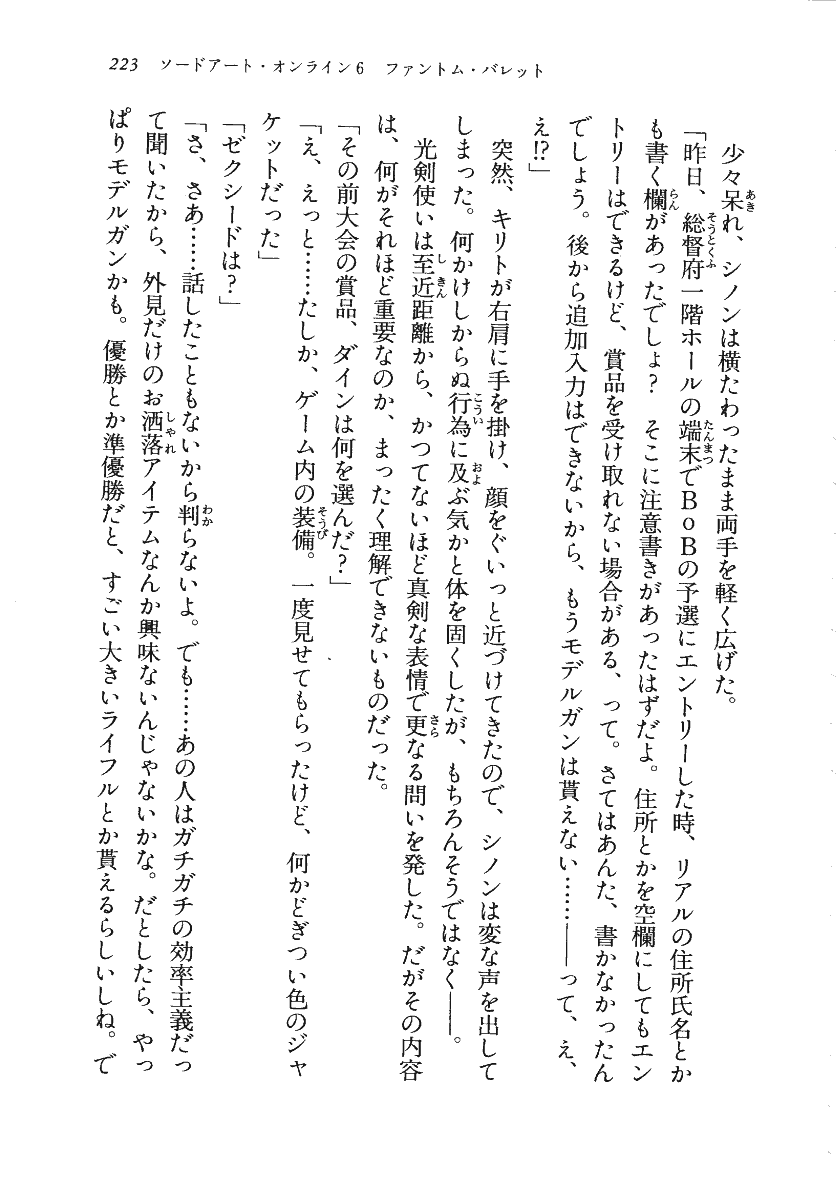 223　ソードアート・オンライン6　ファントム・バレット
　少々呆れ、シノンは横たわったまま両手を軽く広げた。
「昨日、総督府一階ホールの端末でＢｏＢの予選にエントリーした時、リアルの住所氏名とか
も書く欄があったでしょ？　そこに注意書きがあったはずだよ。住所とかを空欄にしてもエン
トリーはできるけど、賞品を受け取れない場合がある、って。さてはあんた、書かなかったん
でしょう。後から追加入力はできないから、もうモデルガンは貰えない……――って、え、
え!?」
　突然、キリトが右肩に手を掛け、顔をぐいっと近づけてきたので、シノンは変な声を出して
しまった。何かけしからぬ行為に及ぶ気かと体を固くしたが、もちろんそうではなく――。
　光剣使いは至近距離から、かつてないほど真剣な表情で更なる問いを発した。だがその内容
は、何がそれほど重要なのか、まったく理解できないものだった。
「その前大会の賞品、ダインは何を選んだ？」
「え、えっと……たしか、ゲーム内の装備。一度見せてもらったけど、何かどぎつい色のジャ
ケットだった」
「ゼクシードは？」
「さ、さあ……話したこともないから判らないよ。でも……あの人はガチガチの効率主義だっ
て聞いたから、外見だけのお洒落アイテムなんか興味ないんじゃないかな。だとしたら、やっ
ぱりモデルガンかも。優勝とか準優勝だと、すごい大きいライフルとか貰えるらしいしね。で